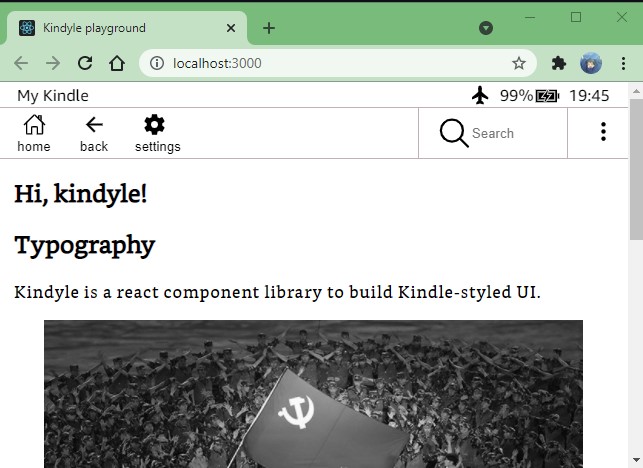 Kindyle playground
localhost:3000
My Kindle 99% 19:45
home back settings Search
Hi, kindyle!
Typography
Kindyle is a react component library to build Kindle-styled UI.